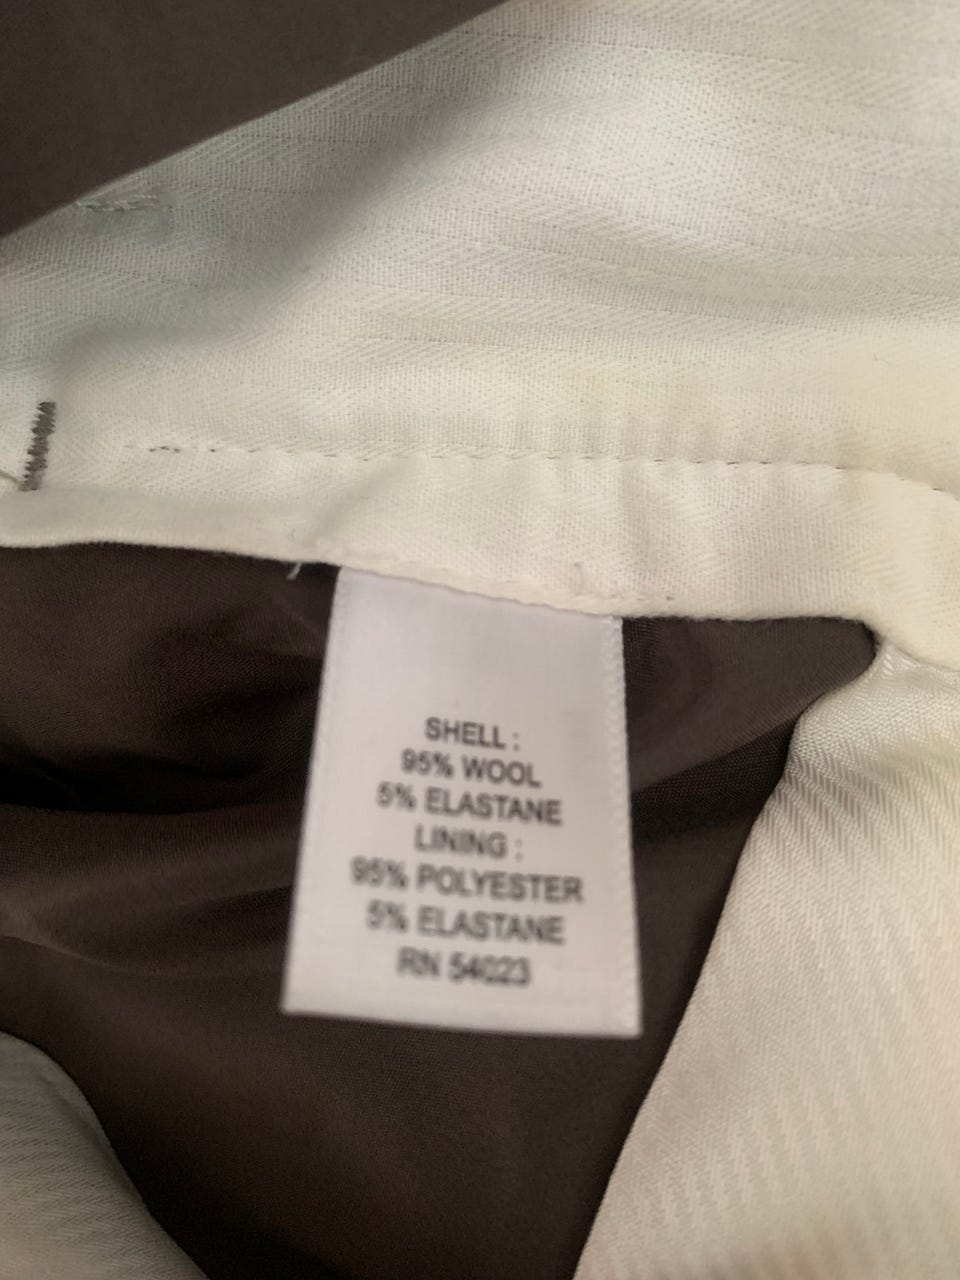 SHELL :
95% WOOL
5% ELASTANE
LINING :
95% POLYESTER
5% ELASTANE
RN 54023